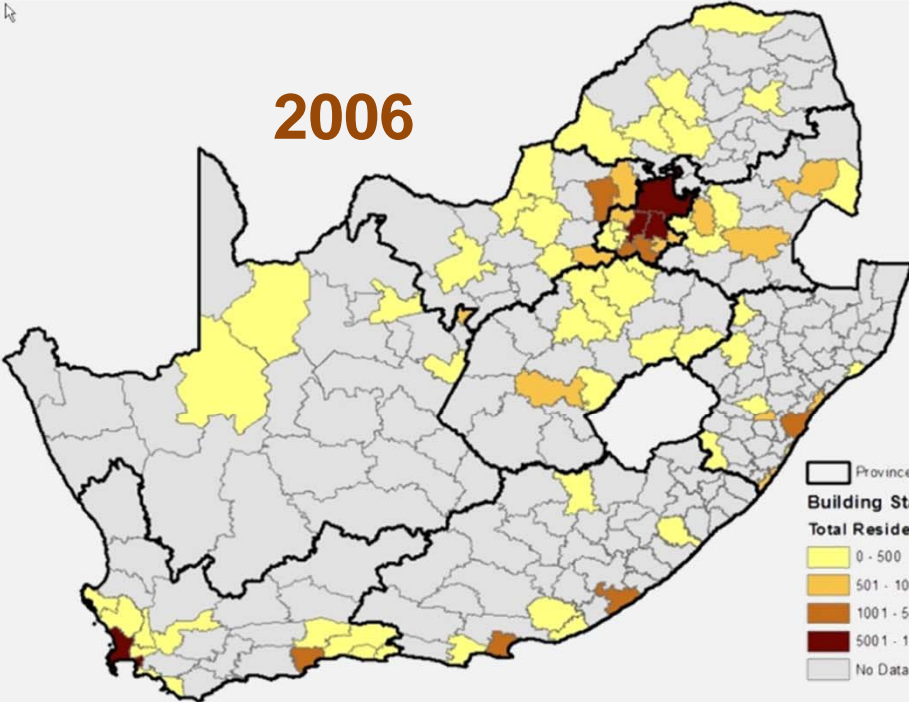 2006
Province
Building St
Total Reside
0 - 500
501 - 10
1001 - 5
5001 - 1
No Data